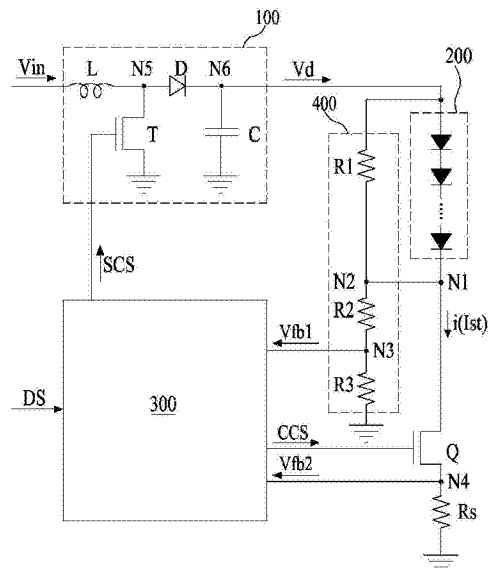 100
Vin
L
N5
D
N6
Vd
200
400
T
C
R1
SCS
N2
N1
R2
i(Ist)
Vfb1
N3
DS
300
R3
CCS
Q
Vfb2
N4
Rs